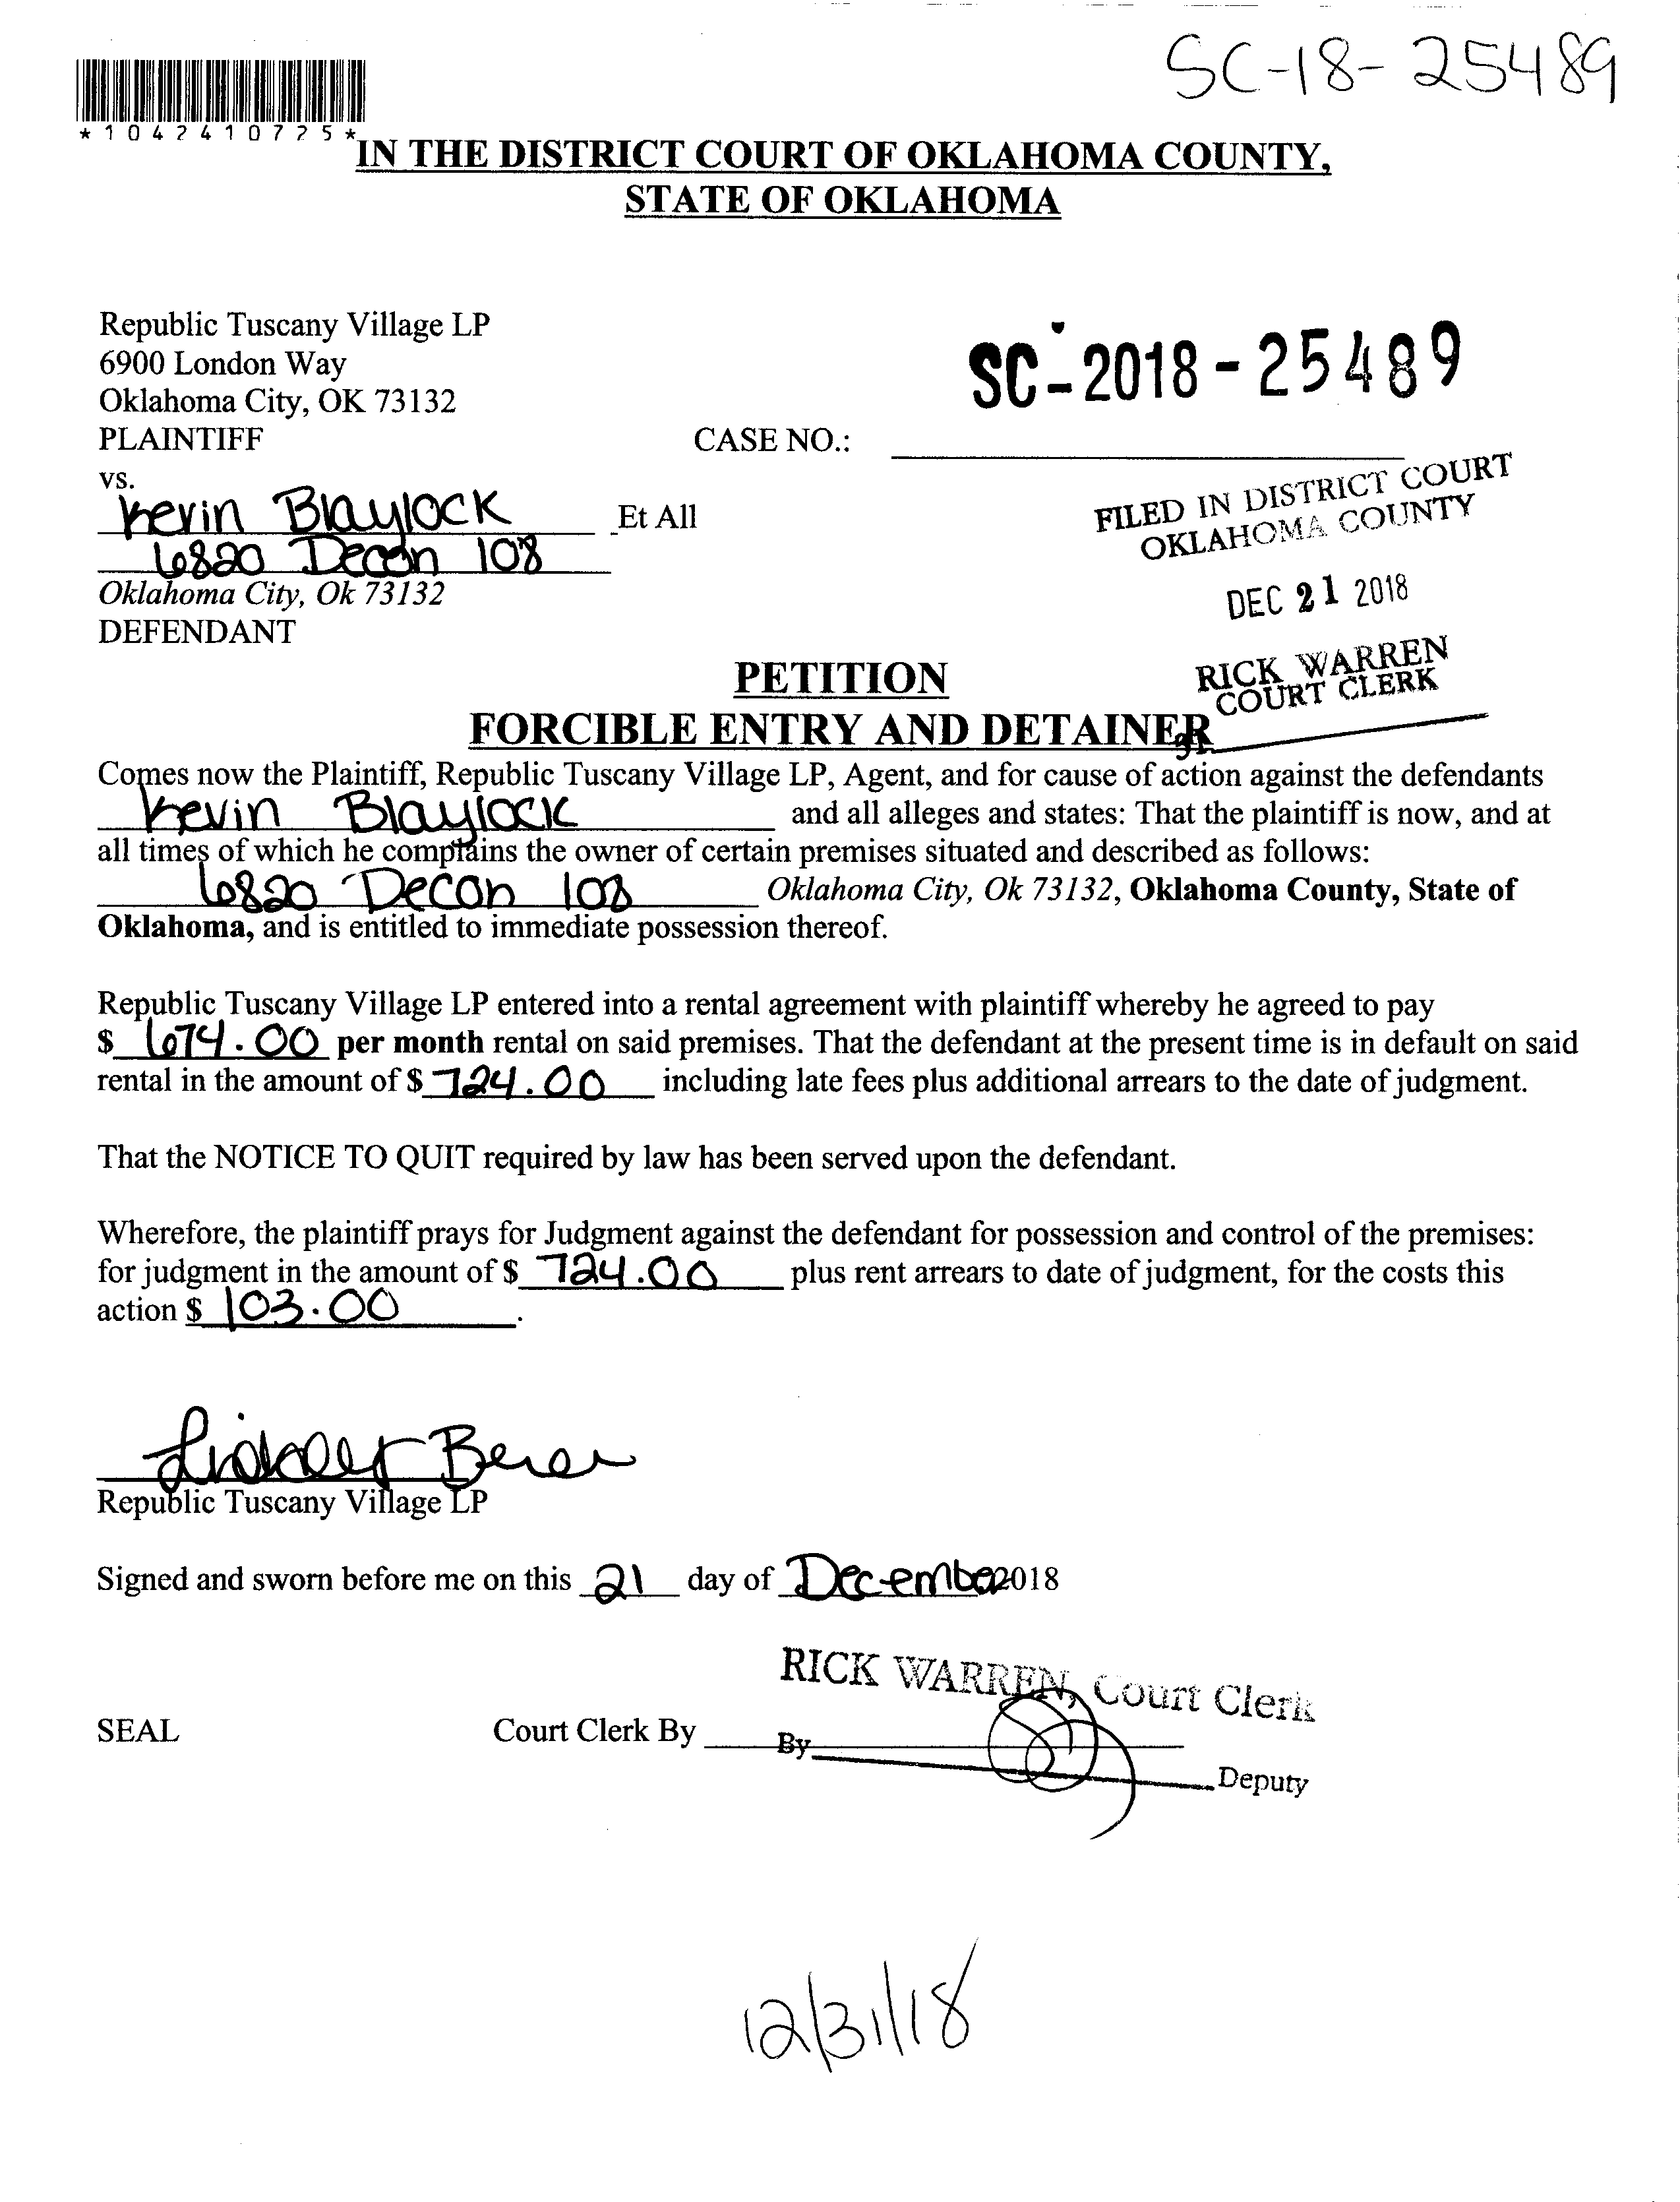 SC-18-25489
*1042410725*
IN THE DISTRICT COURT OF OKLAHOMA COUNTY,
STATE OF OKLAHOMA
Republic Tuscany Village LP
6900 London Way
Oklahoma City, OK 73132
SC-2018-25489
PLAINTIFF CASE NO.:
vs.
Kevin Blaylock Et All
6820 Decon 108
Oklahoma City, Ok 73132
DEFENDANT
FILED IN DISTRICT COURT
OKLAHOMA COUNTY
DEC 21 2018
RICK WARREN
COURT CLERK
PETITION
FORCIBLE ENTRY AND DETAINER
Comes now the Plaintiff, Republic Tuscany Village LP, Agent, and for cause of action against the defendants
Kevin Blaylock and all alleges and states: That the plaintiff is now, and at
all times of which he complains the owner of certain premises situated and described as follows:
6820 Decon 108 Oklahoma City, Ok 73132, Oklahoma County, State of
Oklahoma, and is entitled to immediate possession thereof.
Republic Tuscany Village LP entered into a rental agreement with plaintiff whereby he agreed to pay
$ 674.00 per month rental on said premises. That the defendant at the present time is in default on said
rental in the amount of $ 724.00 including late fees plus additional arrears to the date of judgment.
That the NOTICE TO QUIT required by law has been served upon the defendant.
Wherefore, the plaintiff prays for Judgment against the defendant for possession and control of the premises:
for judgment in the amount of $ 724.00 plus rent arrears to date of judgment, for the costs this
action $ 103.00.
Republic Tuscany Village LP
Signed and sworn before me on this 21 day of December 2018
RICK WARREN, Court Clerk
SEAL Court Clerk By By
Deputy
12/31/18